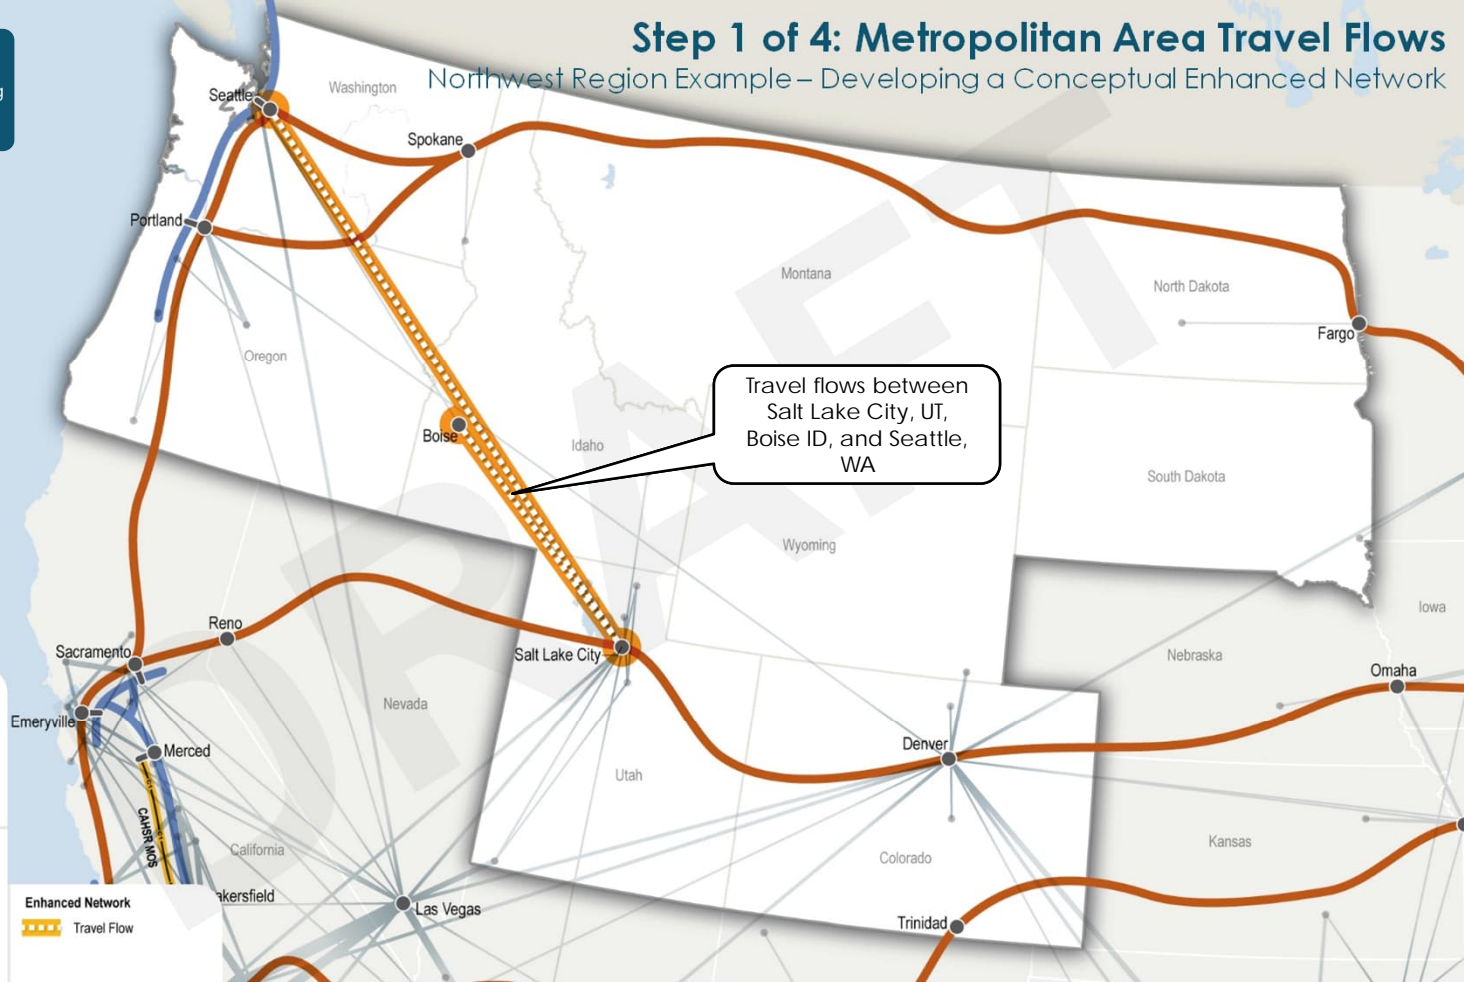 g
Step 1 of 4: Metropolitan Area Travel Flows
Northwest Region Example – Developing a Conceptual Enhanced Network
Seattle
Washington
Spokane
Portland
Montana
North Dakota
Fargo
Oregon
Travel flows between
Salt Lake City, UT,
Boise ID, and Seattle,
WA
Boise
Idaho
South Dakota
Wyoming
Iowa
Reno
Sacramento
Salt Lake City
Nebraska
Omaha
Nevada
Emeryville
Merced
Denver
Utah
CAHSR MOS
California
Colorado
Kansas
akersfield
Las Vegas
Trinidad
Enhanced Network
Travel Flow
DRAFT